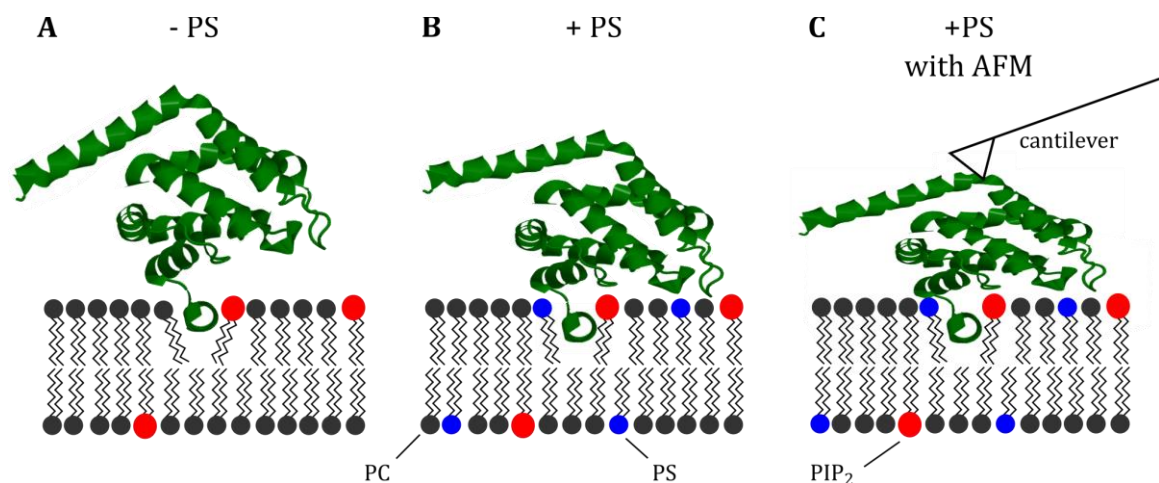 A - PS
B + PS
C +PS
with AFM
cantilever
PC
PS
PIP₂